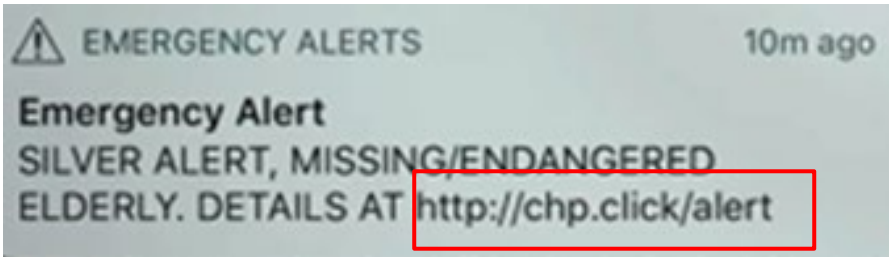 EMERGENCY ALERTS 10m ago
Emergency Alert
SILVER ALERT, MISSING/ENDANGERED
ELDERLY. DETAILS AT http://chp.click/alert